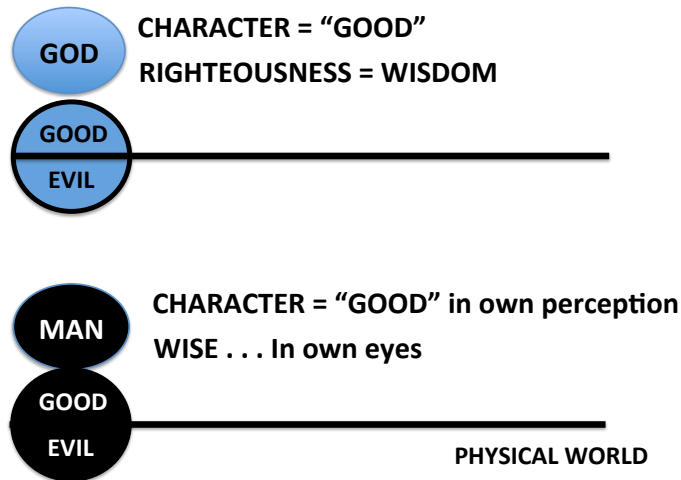 GOD
CHARACTER = “GOOD”
RIGHTEOUSNESS = WISDOM
GOOD
EVIL
MAN
CHARACTER = “GOOD” in own perception
WISE . . . In own eyes
GOOD
EVIL
PHYSICAL WORLD